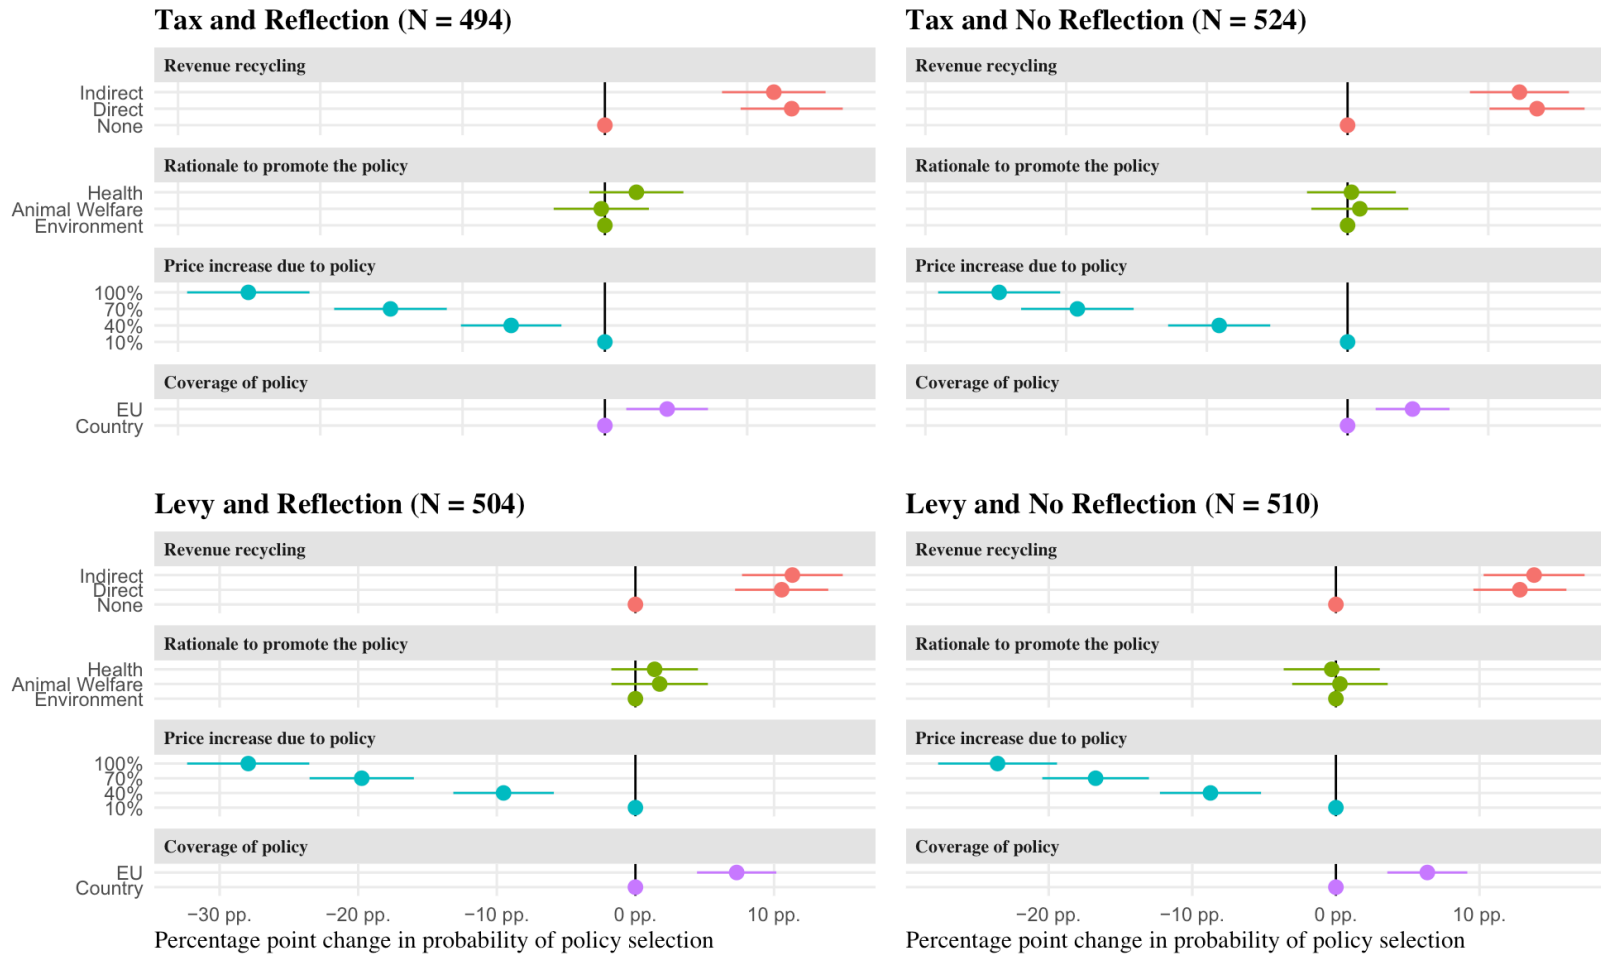 Tax and Reflection (N = 494)
Revenue recycling
Indirect
Direct
None
Rationale to promote the policy
Health
Animal Welfare
Environment
Price increase due to policy
100%
70%
40%
10%
Coverage of policy
EU
Country
Tax and No Reflection (N = 524)
Revenue recycling
Rationale to promote the policy
Price increase due to policy
Coverage of policy
Levy and Reflection (N = 504)
Revenue recycling
Indirect
Direct
None
Rationale to promote the policy
Health
Animal Welfare
Environment
Price increase due to policy
100%
70%
40%
10%
Coverage of policy
EU
Country
−30 pp. −20 pp. −10 pp. 0 pp. 10 pp.
Percentage point change in probability of policy selection
Levy and No Reflection (N = 510)
Revenue recycling
Rationale to promote the policy
Price increase due to policy
Coverage of policy
−20 pp. −10 pp. 0 pp. 10 pp.
Percentage point change in probability of policy selection